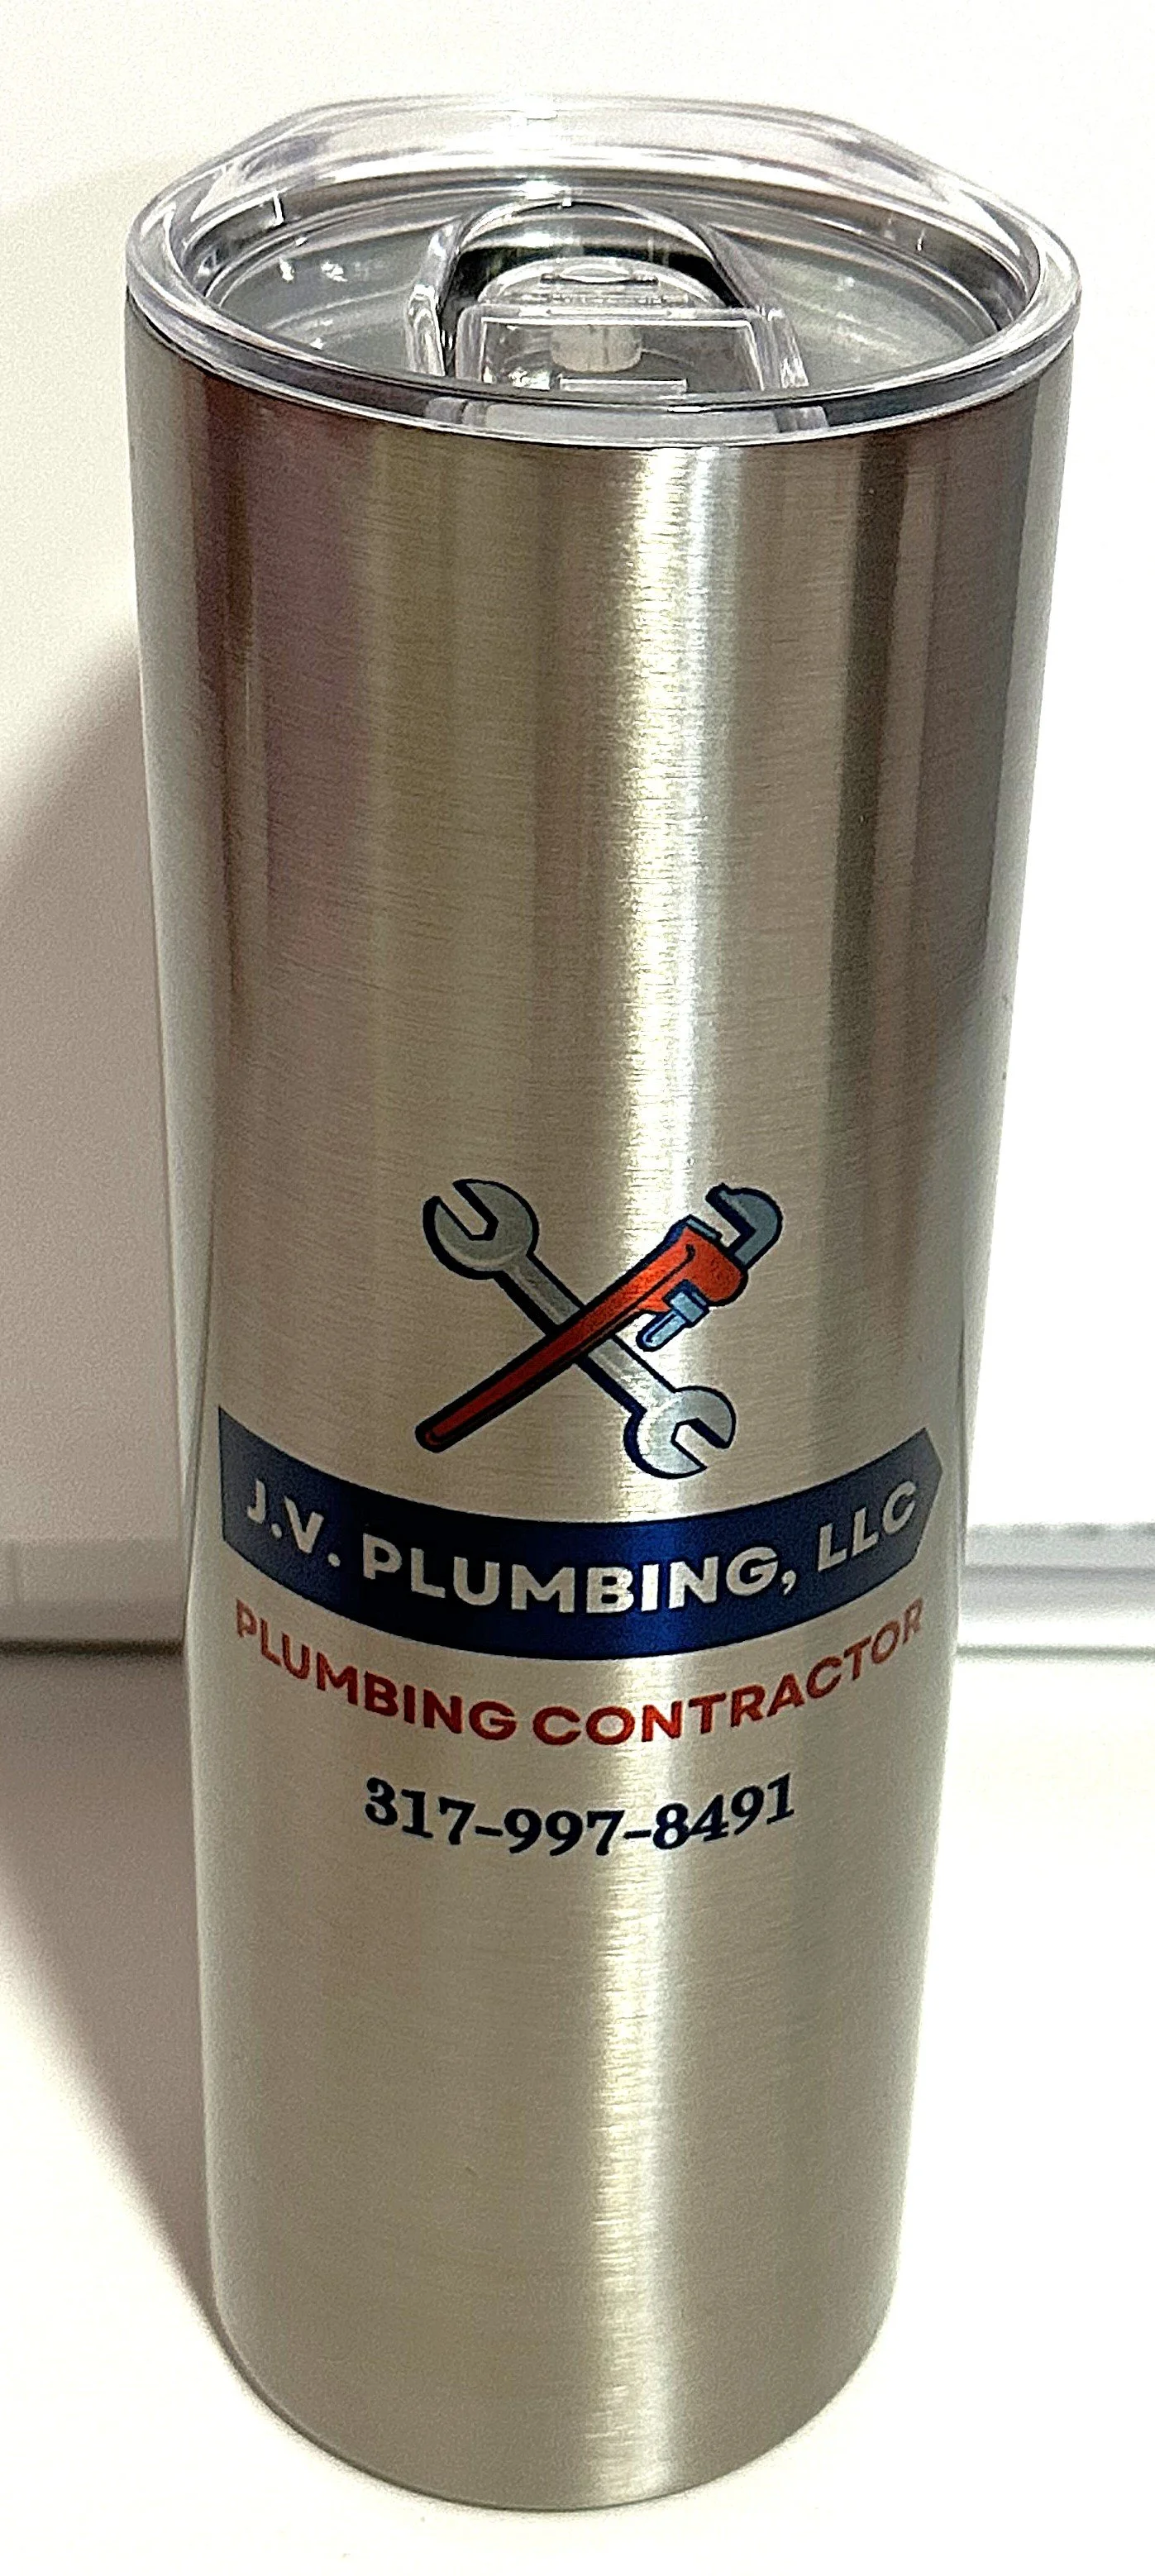 J.V. PLUMBING, LLC
PLUMBING CONTRACTOR
317-997-8491